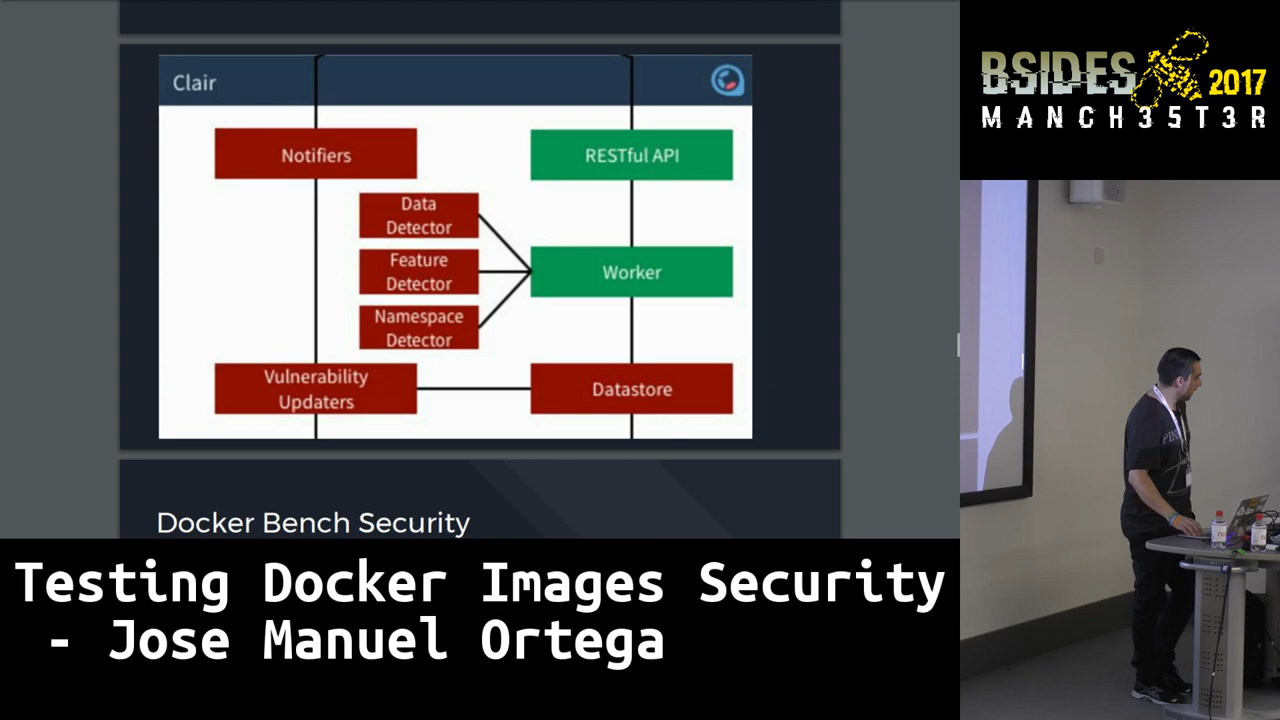 Clair
Notifiers
RESTful API
Data
Detector
Feature
Detector
Worker
Namespace
Detector
Vulnerability
Updaters
Datastore
Docker Bench Security
Testing Docker Images Security
- Jose Manuel Ortega
BSIDES
2017
MANCH35T3R